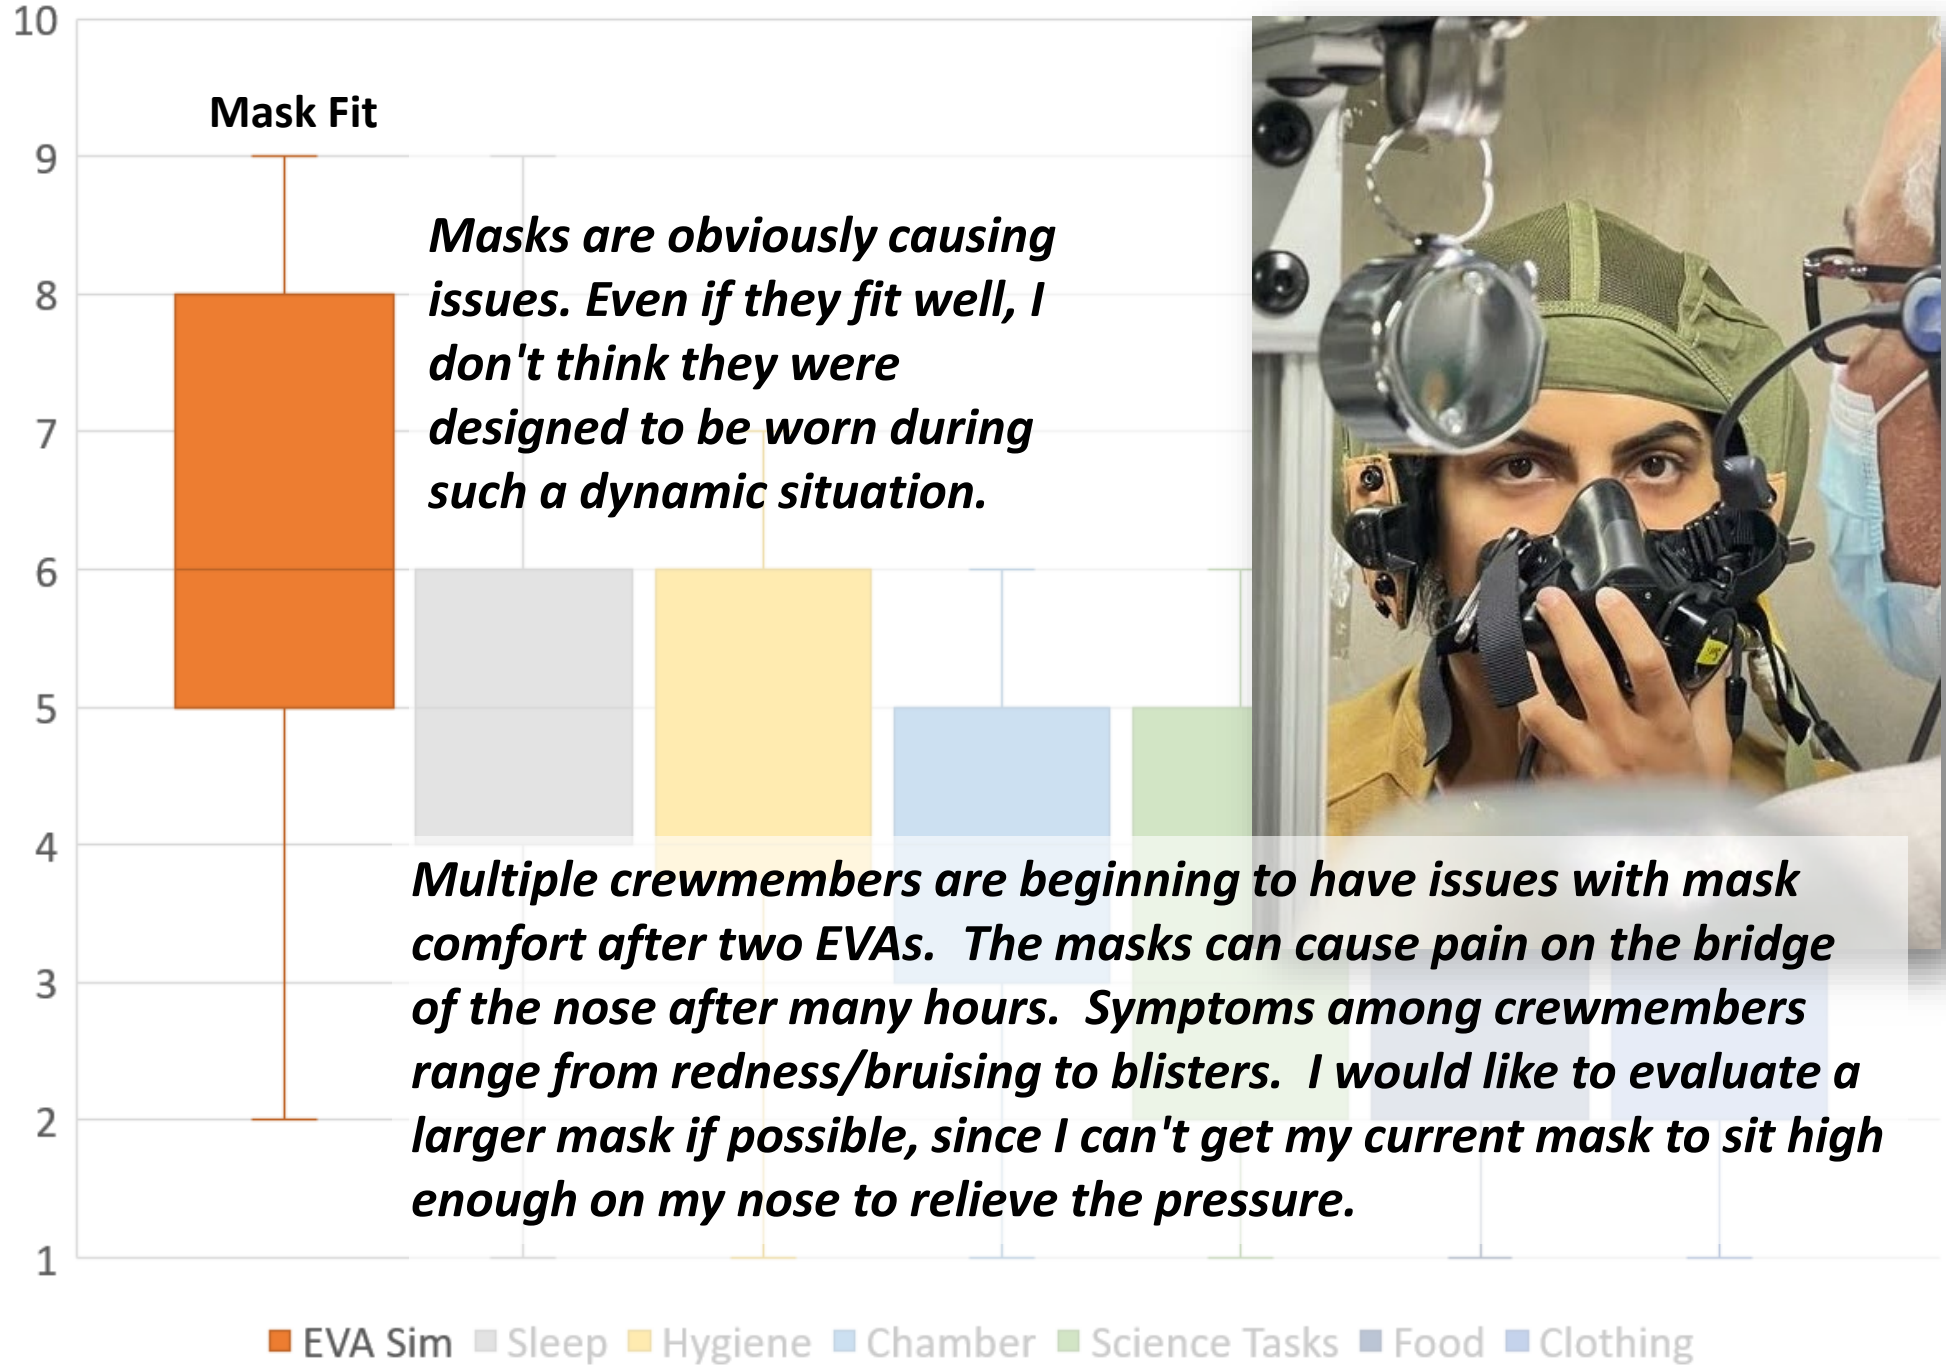 10
Mask Fit
9
Masks are obviously causing
issues. Even if they fit well, I
8
don't think they were
designed to be worn during
7
such a dynamic situation.
6
5
4
Multiple crewmembers are beginning to have issues with mask
comfort after two EVAs.  The masks can cause pain on the bridge
3
of the nose after many hours.  Symptoms among crewmembers
range from redness/bruising to blisters.  I would like to evaluate a
2
larger mask if possible, since I can't get my current mask to sit high
enough on my nose to relieve the pressure.
1
EVA Sim Sleep Hygiene Chamber Science Tasks Food Clothing